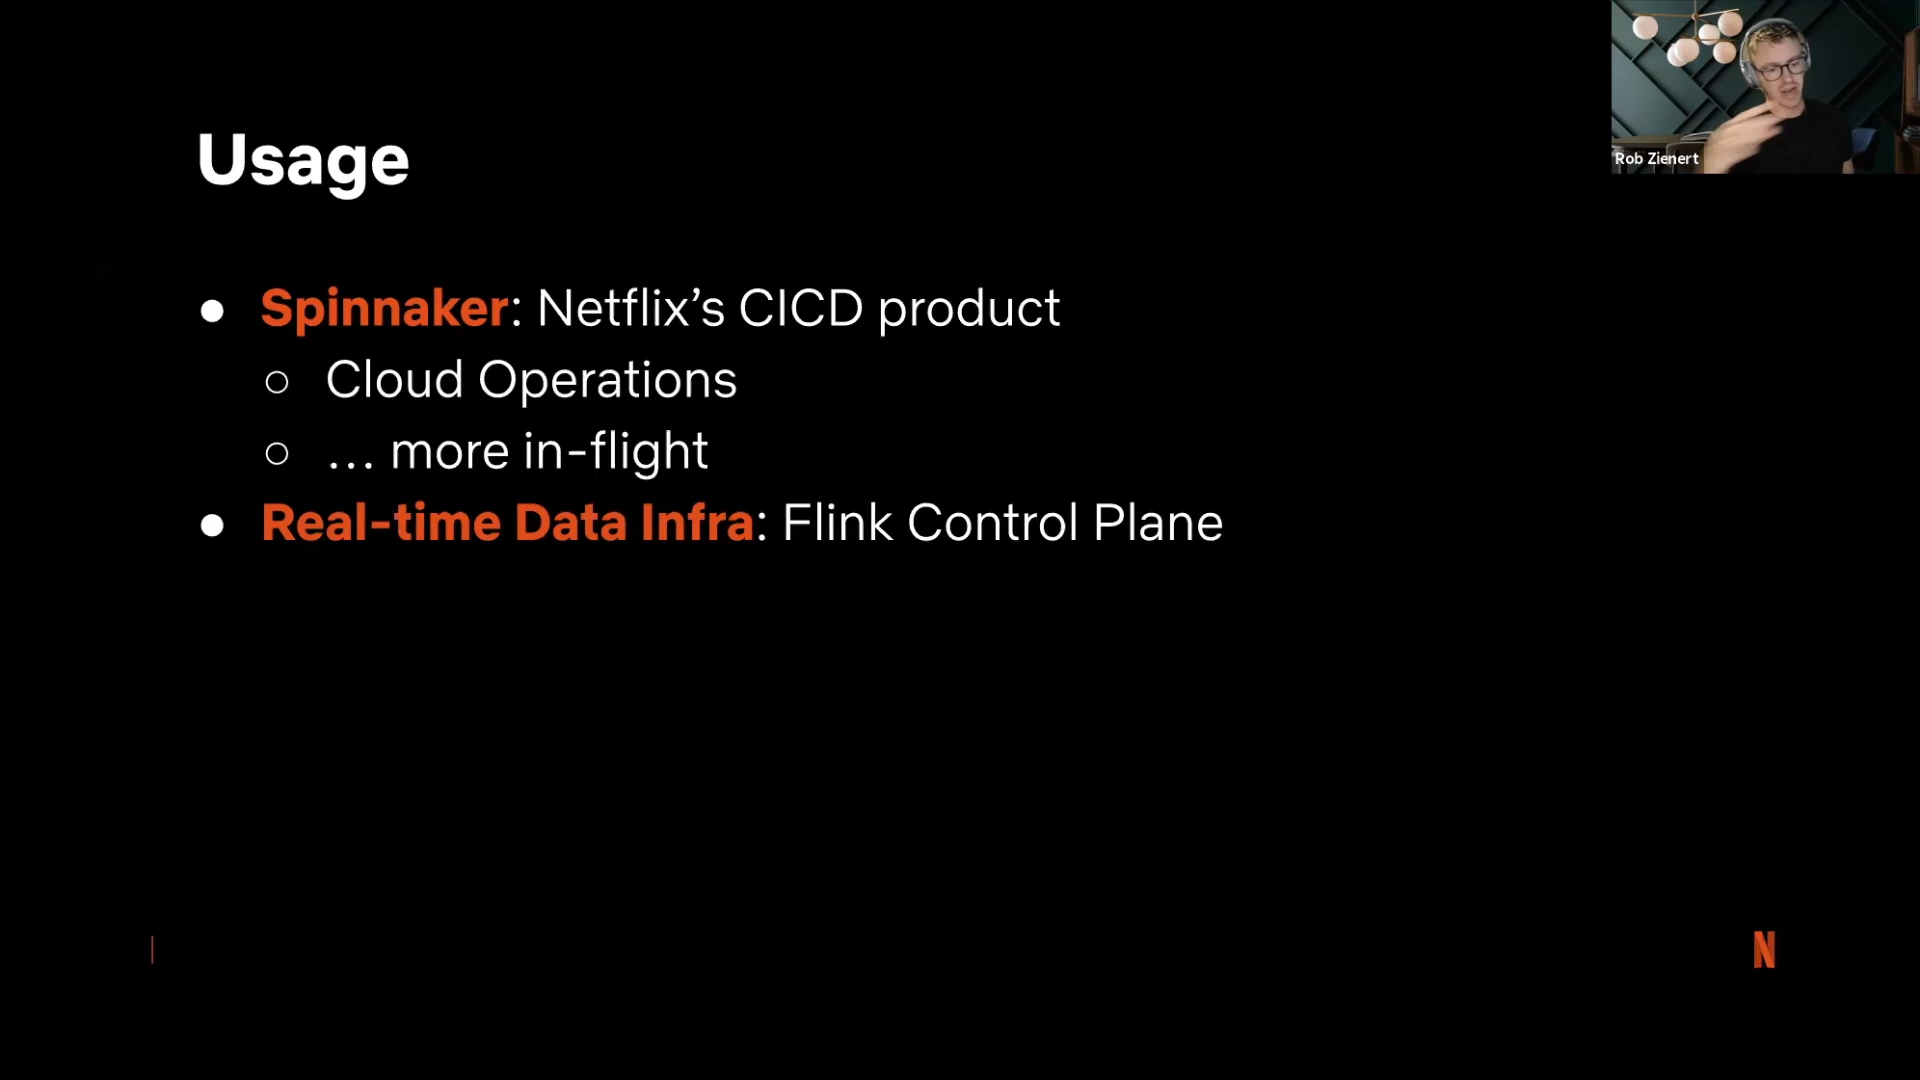 Usage
● Spinnaker: Netflix’s CICD product
○ Cloud Operations
○ … more in-flight
● Real-time Data Infra: Flink Control Plane
Rob Zienert
N